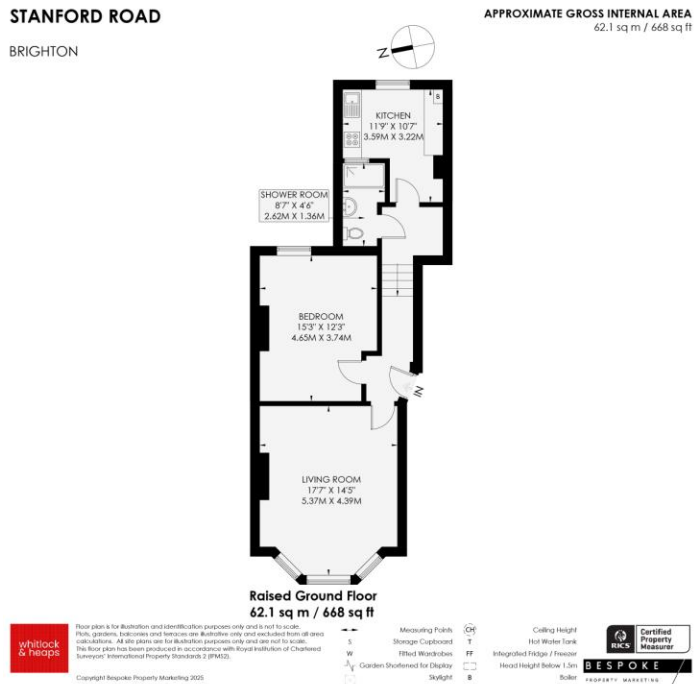 STANFORD ROAD
BRIGHTON
APPROXIMATE GROSS INTERNAL AREA
62.1 sq m / 668 sq ft
N
B
KITCHEN
11'9" X 10'7"
3.59M X 3.22M
SHOWER ROOM
8'7" X 4'6"
2.62M X 1.36M
BEDROOM
15'3" X 12'3"
4.65M X 3.74M
IN
LIVING ROOM
17'7" X 14'5"
5.37M X 4.39M
Raised Ground Floor
62.1 sq m / 668 sq ft
whitlock
& heaps
Floor plan is for illustration and identification purposes only and is not to scale.
Plots, gardens, balconies and terraces are illustrative only and excluded from all area
calculations. All site plans are for illustration purposes only and are not to scale.
This floor plan has been produced in accordance with Royal Institution of Chartered
Surveyors' International Property Standards 2 (IPMS2).
Copyright Bespoke Property Marketing 2025
Measuring Points
S Storage Cupboard
W Fitted Wardrobes
Garden Shortened for Display
Skylight
CH Ceiling Height
T Hot Water Tank
FF Integrated Fridge / Freezer
Head Height Below 1.5m
B Boiler
RICS
Certified
Property
Measurer
BESPOKE
PROPERTY MARKETING